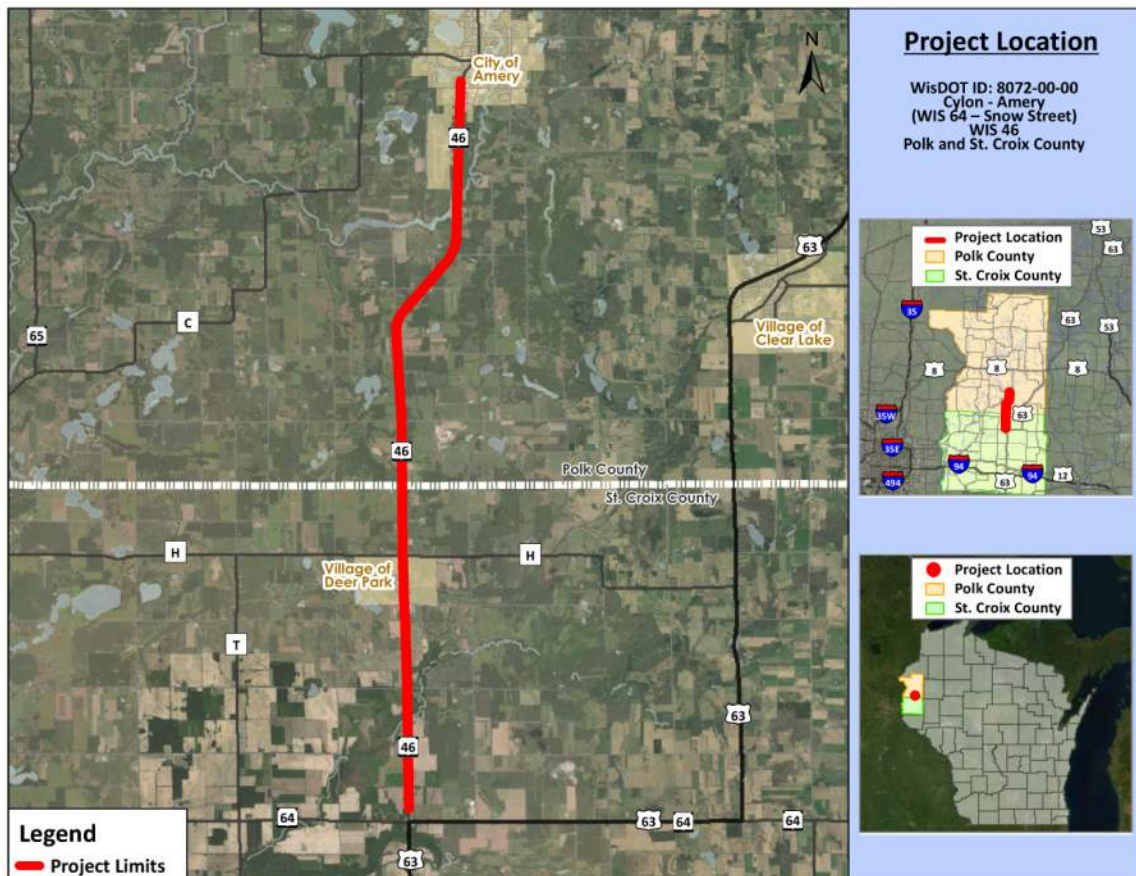 N
City of
Amery
46
63
65
C
Village of
Clear Lake
46
Polk County
St. Croix County
H
H
Village of
Deer Park
T
63
46
64
63
64
64
63
Legend
Project Limits
Project Location
WisDOT ID: 8072-00-00
Cylon - Amery
(WIS 64 – Snow Street)
WIS 46
Polk and St. Croix County
Project Location
Polk County
St. Croix County
53
63
35
63
53
8
8
8
63
35W
35E
94
94
12
494
63
Project Location
Polk County
St. Croix County